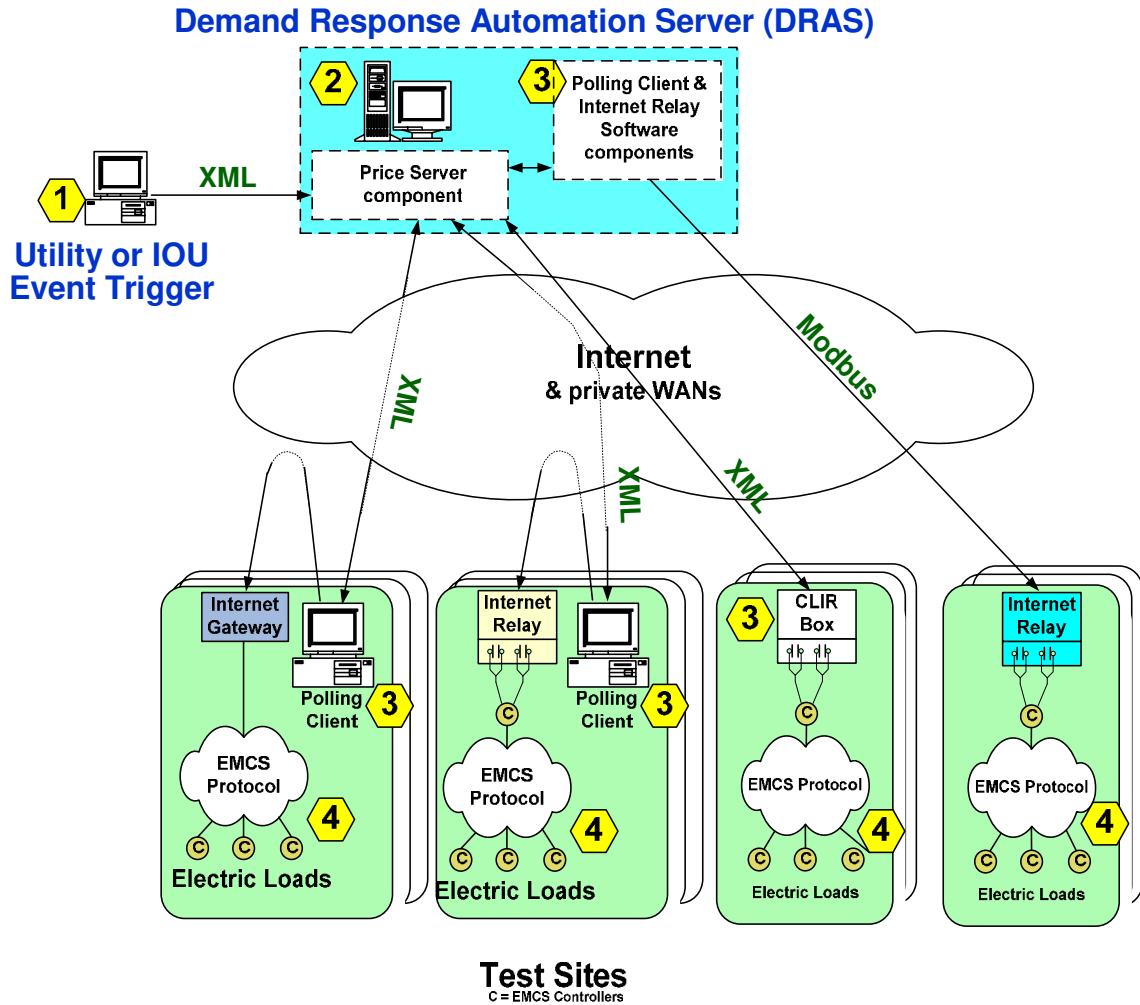 Demand Response Automation Server (DRAS)
2
3
Polling Client &
Internet Relay
Software
components
1
XML
Price Server
component
Utility or IOU
Event Trigger
Internet
& private WANs
Modbus
XML
XML
XML
Internet
Gateway
Polling
Client
3
EMCS
Protocol
4
C
C
C
Electric Loads
Internet
Relay
Polling
Client
3
C
EMCS
Protocol
4
C
C
C
Electric Loads
3
CLIR
Box
C
EMCS Protocol
4
C
C
C
Electric Loads
Internet
Relay
C
EMCS Protocol
4
C
C
C
Electric Loads
Test Sites
C = EMCS Controllers